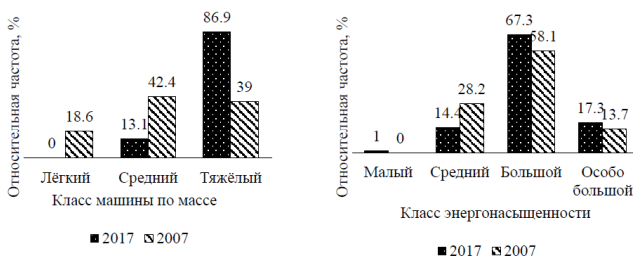 Относительная частота, %
86.9
42.4
39
18.6
13.1
0
Лёгкий Средний Тяжёлый
Класс машины по массе
2017 2007
Относительная частота, %
67.3
58.1
28.2
14.4
17.3
13.7
1 0
Малый Средний Большой Особо
большой
Класс энергонасыщенности
2017 2007